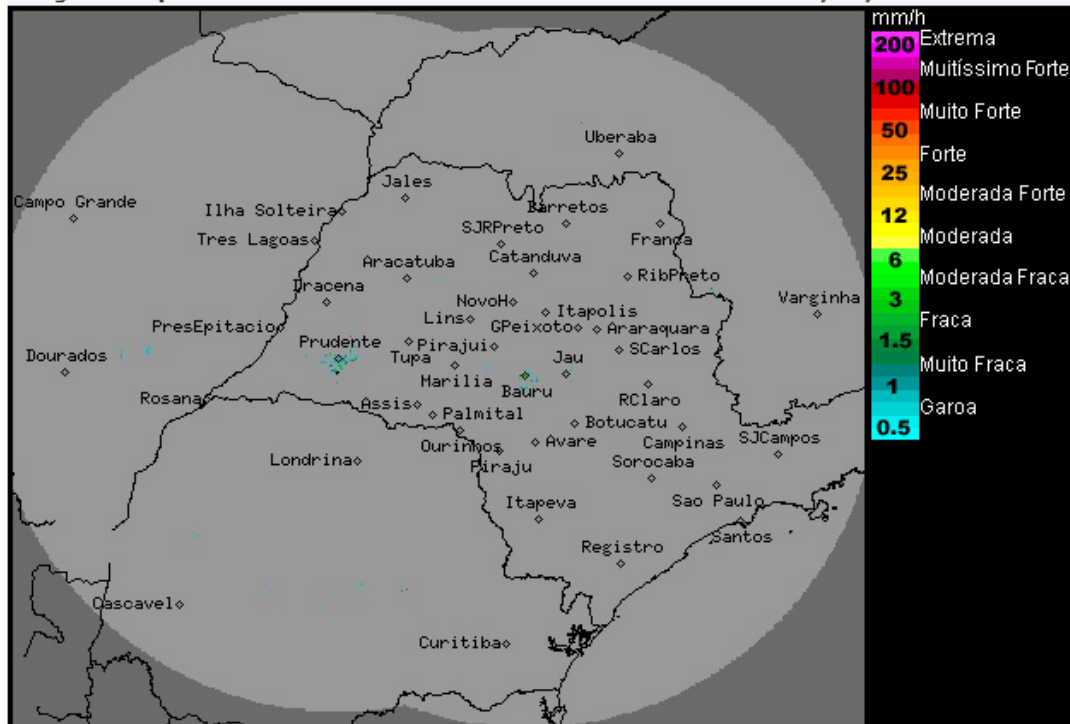 mm/h
200 Extrema
Muitíssimo Forte
100
Muito Forte
50
Forte
25
Moderada Forte
12
Moderada
6
Moderada Fraca
3
Fraca
1.5
Muito Fraca
1
Garoa
0.5
Uberaba
Jales
Campo Grande
Ilha Solteira
Barretos
Tres Lagoas
SJRPreto
Franca
Catanduva
Aracatuba
RibPreto
Dracena
NovoH
Itapolis
Varginha
Lins
GPeixoto
Araraquara
PresEpitacio
Prudente
Pirajui
SCarlos
Dourados
Tupa
Jau
Marilia
Bauru
Rosana
Assis
RClaro
Palmital
Botucatu
Ourinhos
Avare
Campinas
SJCampos
Londrina
Piraju
Sorocaba
Itapeva
Sao Paulo
Santos
Registro
Cascavel
Curitiba